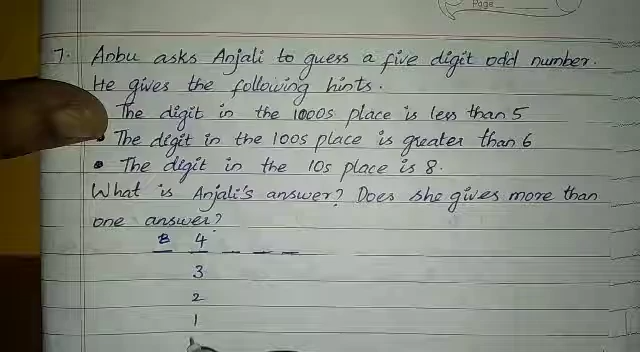 Page
7. Anbu asks Anjali to guess a five digit odd number.
He gives the following hints.
The digit in the 1000s place is less than 5
• The digit in the 100s place is greater than 6
• The digit in the 10s place is 8.
What is Anjali's answer? Does she gives more than
one answer?
8 4
3
2
1